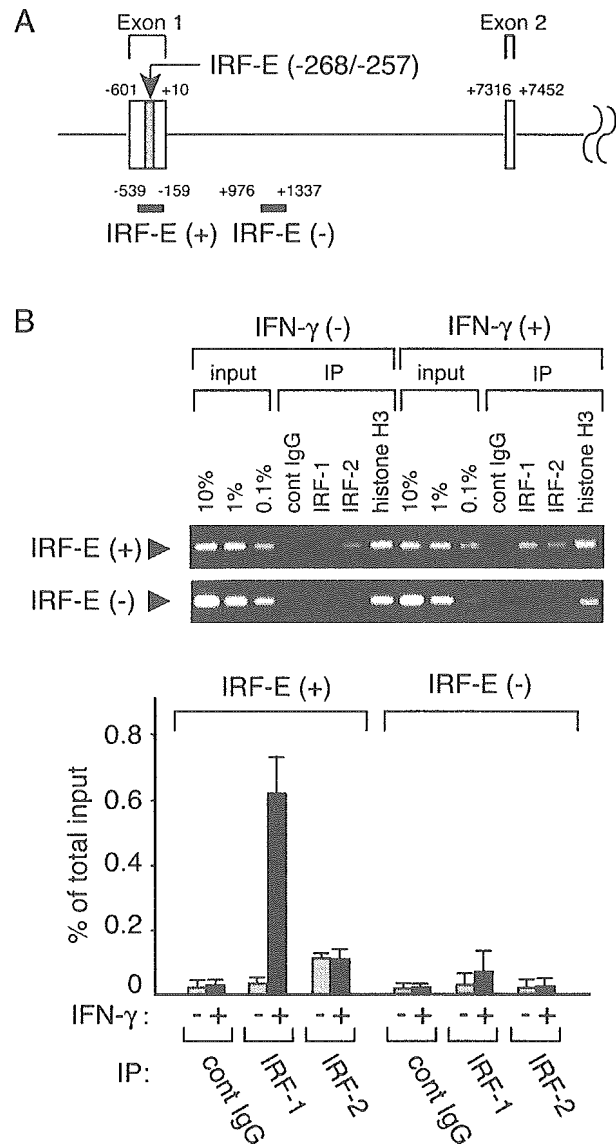 A
Exon 1
Exon 2
IRF-E (-268/-257)
-601 +10
+7316 +7452
-539 -159 +976 +1337
IRF-E (+) IRF-E (-)
B
IFN-γ (-) IFN-γ (+)
input IP input IP
10% 1% 0.1% cont IgG IRF-1 IRF-2 histone H3 10% 1% 0.1% cont IgG IRF-1 IRF-2 histone H3
IRF-E (+)
IRF-E (-)
IRF-E (+) IRF-E (-)
% of total input
0.8
0.6
0.4
0.2
0
IFN-γ : - + - + - + - + - + - +
IP: cont IgG IRF-1 IRF-2 cont IgG IRF-1 IRF-2